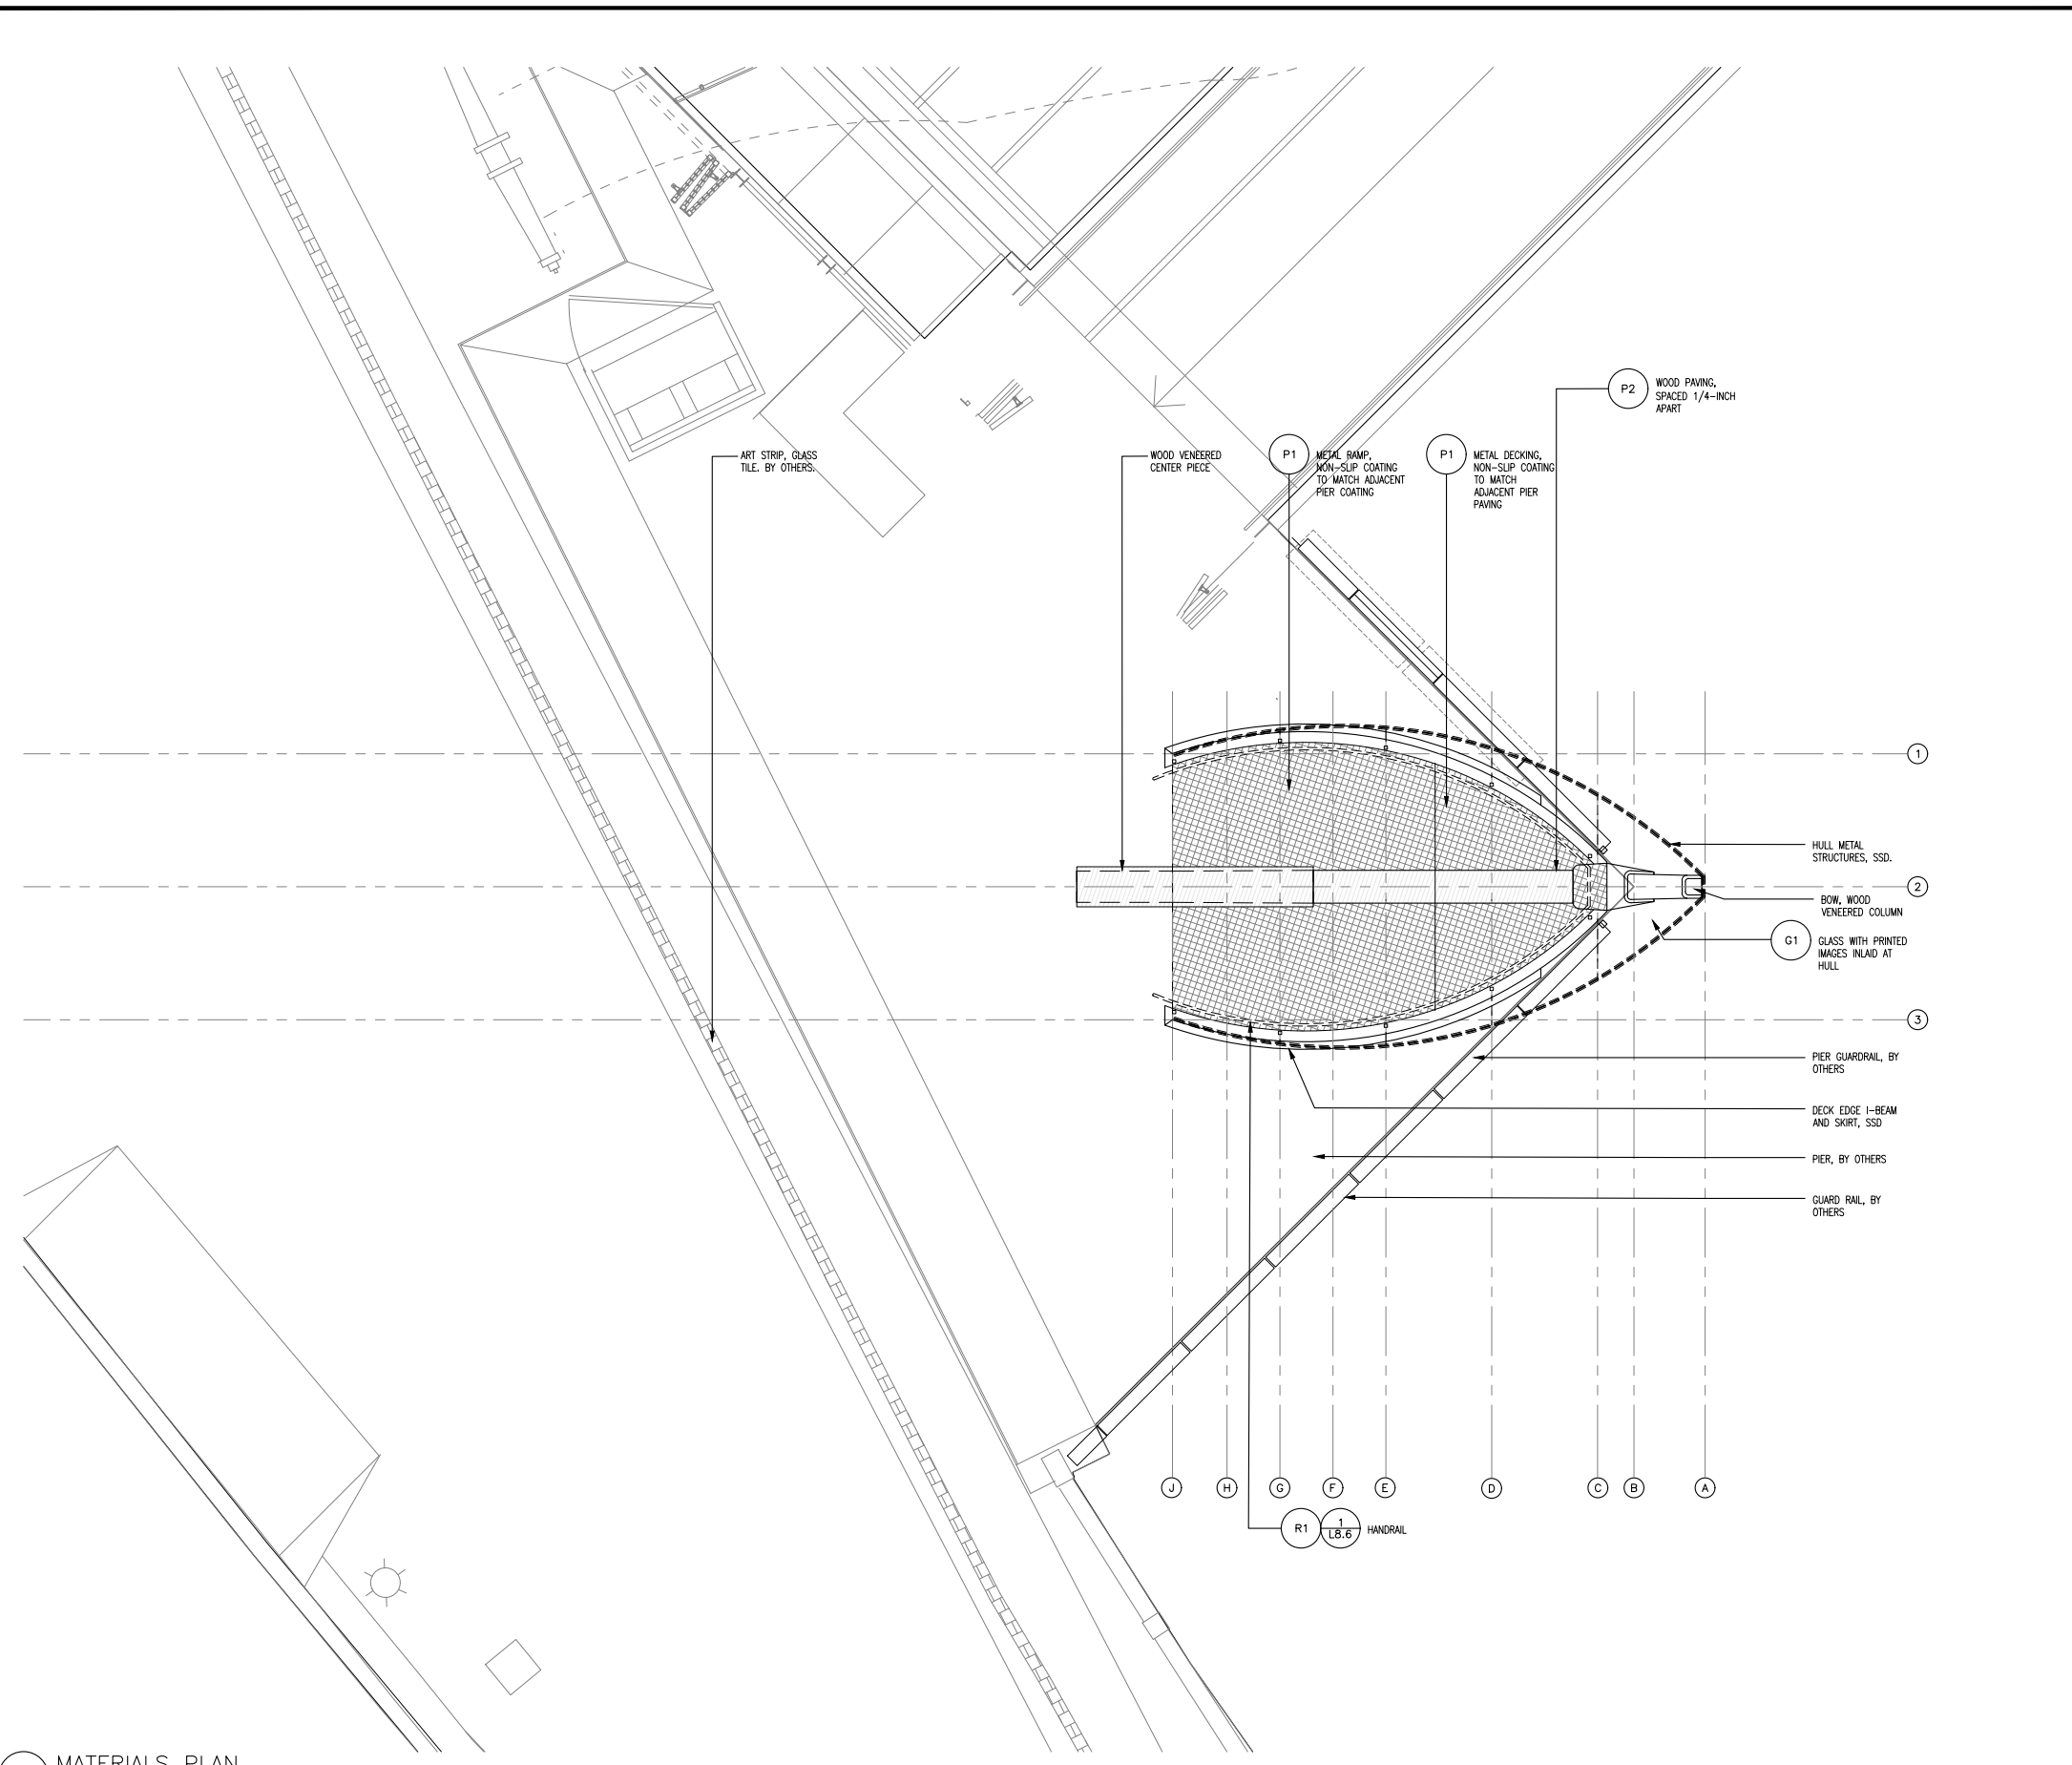 P2
WOOD PAVING,
SPACED 1/4-INCH
APART
ART STRIP, GLASS
TILE. BY OTHERS.
WOOD VENEERED
CENTER PIECE
P1
METAL RAMP,
NON-SLIP COATING
TO MATCH ADJACENT
PIER COATING
P1
METAL DECKING,
NON-SLIP COATING
TO MATCH
ADJACENT PIER
PAVING
1
HULL METAL
STRUCTURES, SSD.
2
BOW, WOOD
VENEERED COLUMN
G1
GLASS WITH PRINTED
IMAGES INLAID AT
HULL
3
PIER GUARDRAIL, BY
OTHERS
DECK EDGE I-BEAM
AND SKIRT, SSD
PIER, BY OTHERS
GUARD RAIL, BY
OTHERS
J H G F E D C B A
R1
1
L8.6
HANDRAIL
MATERIALS PLAN